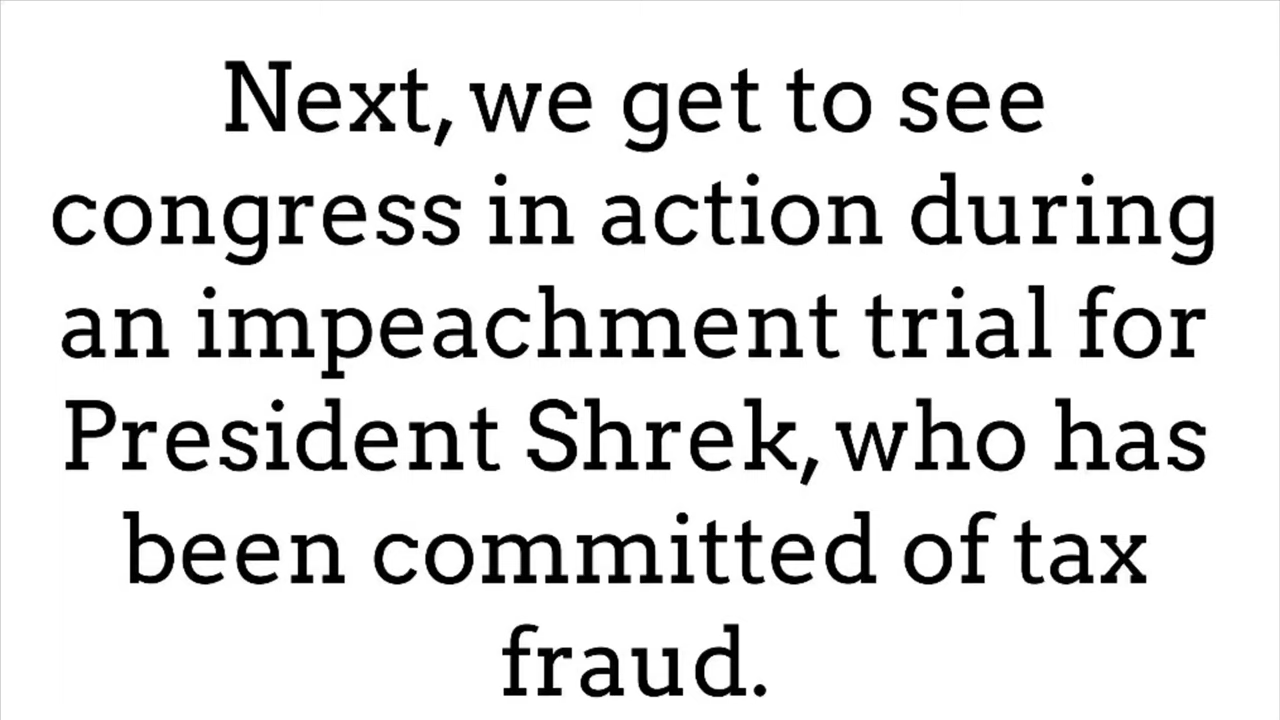 Next, we get to see
congress in action during
an impeachment trial for
President Shrek, who has
been committed of tax
fraud.